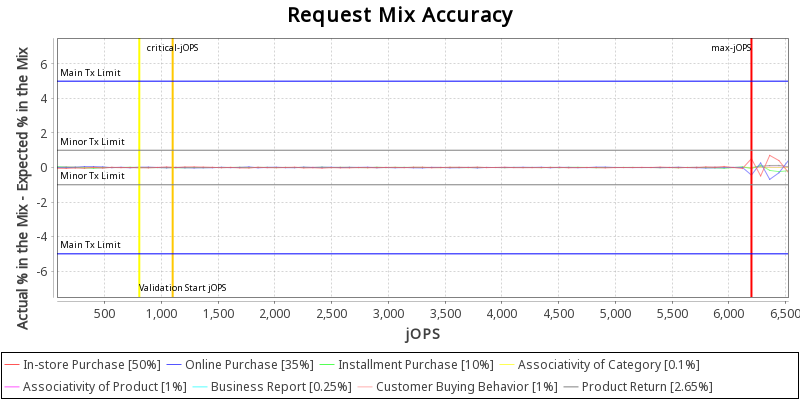 Request Mix Accuracy
Actual % in the Mix - Expected % in the Mix
critical-jOPS
max-jOPS
6
Main Tx Limit
4
2
Minor Tx Limit
0
Minor Tx Limit
-2
-4
Main Tx Limit
-6
Validation Start jOPS
500 1,000 1,500 2,000 2,500 3,000 3,500 4,000 4,500 5,000 5,500 6,000 6,500
jOPS
In-store Purchase [50%] Online Purchase [35%] Installment Purchase [10%] Associativity of Category [0.1%]
Associativity of Product [1%] Business Report [0.25%] Customer Buying Behavior [1%] Product Return [2.65%]